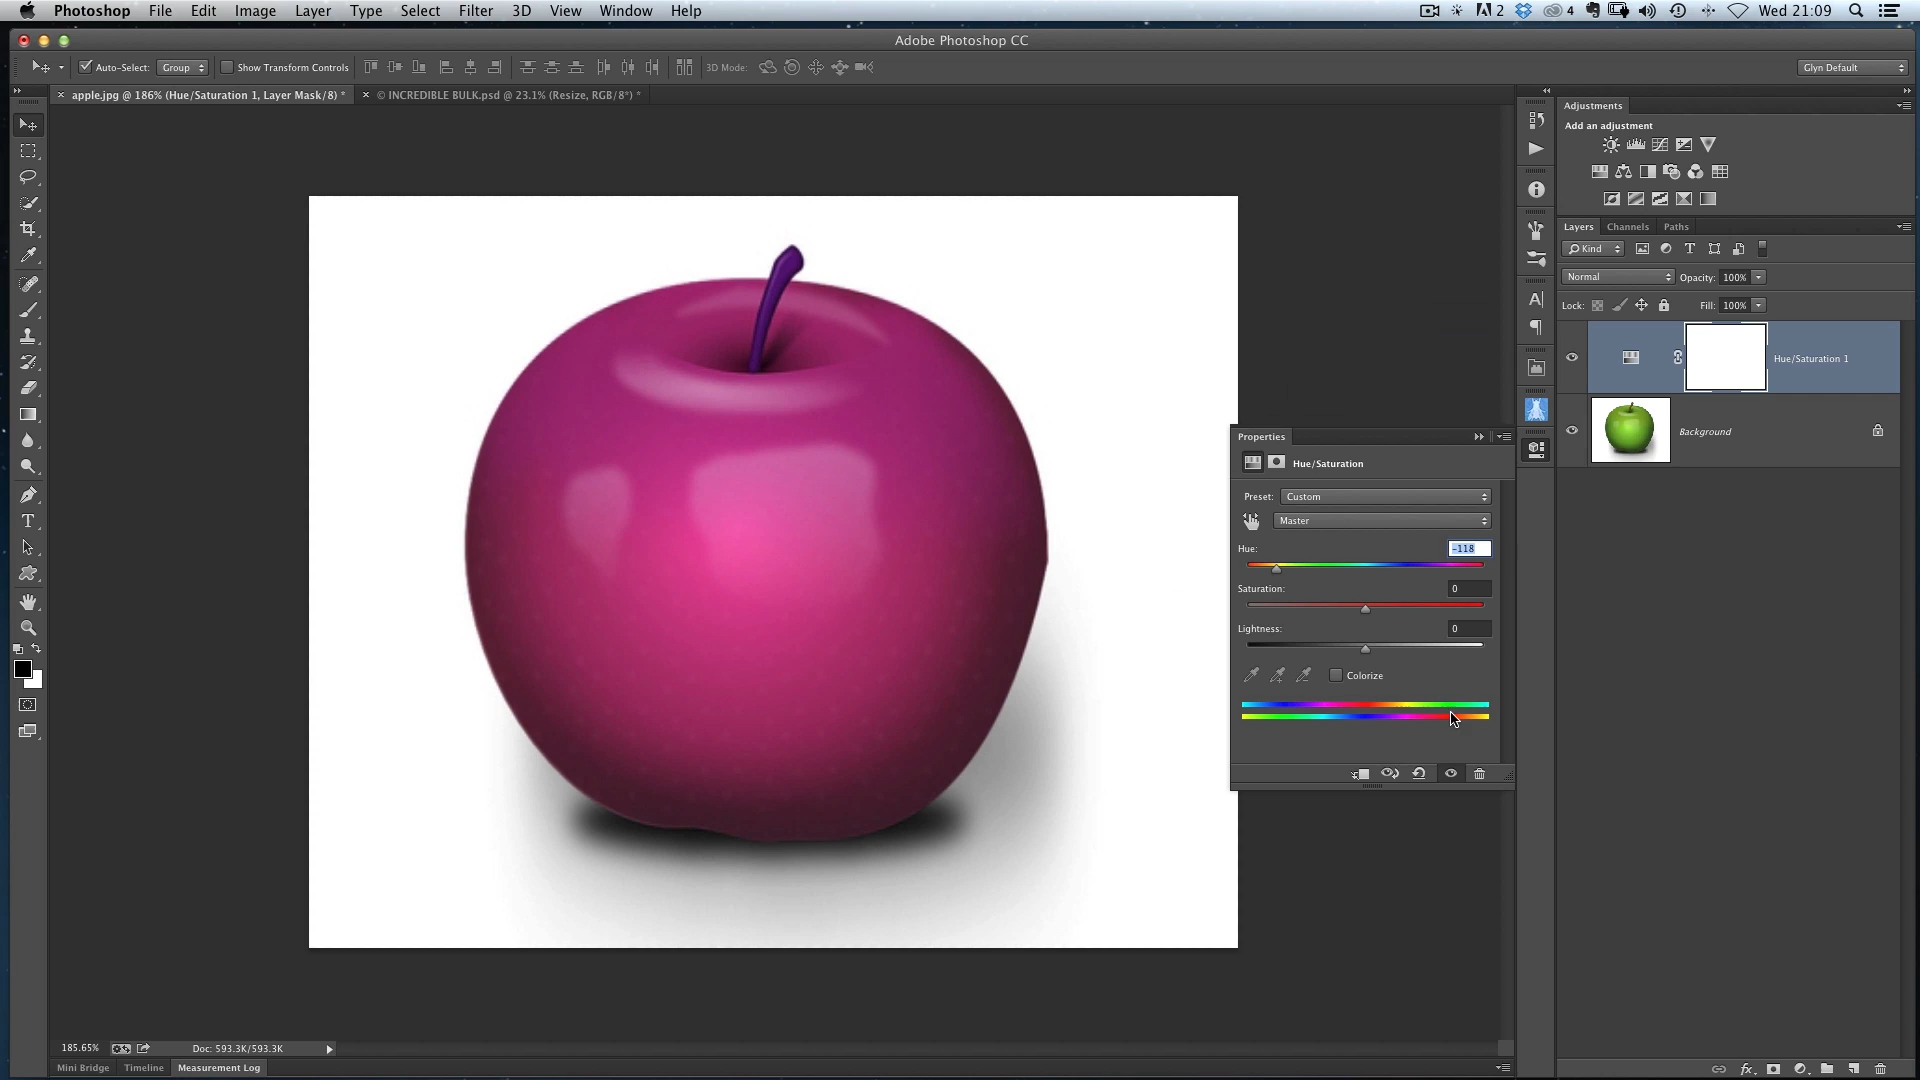 Photoshop File Edit Image Layer Type Select Filter 3D View Window Help 2 4 Wed 21:09
Adobe Photoshop CC
Auto-Select: Group Show Transform Controls 3D Mode: Glyn Default
apple.jpg @ 186% (Hue/Saturation 1, Layer Mask/8) * © INCREDIBLE BULK.psd @ 23.1% (Resize, RGB/8*) *
Adjustments
Add an adjustment
Layers Channels Paths
Kind
Normal Opacity: 100%
Lock: Fill: 100%
Hue/Saturation 1
Background
Properties
Hue/Saturation
Preset: Custom
Master
Hue: -118
Saturation: 0
Lightness: 0
Colorize
185.65% Doc: 593.3K/593.3K
Mini Bridge Timeline Measurement Log